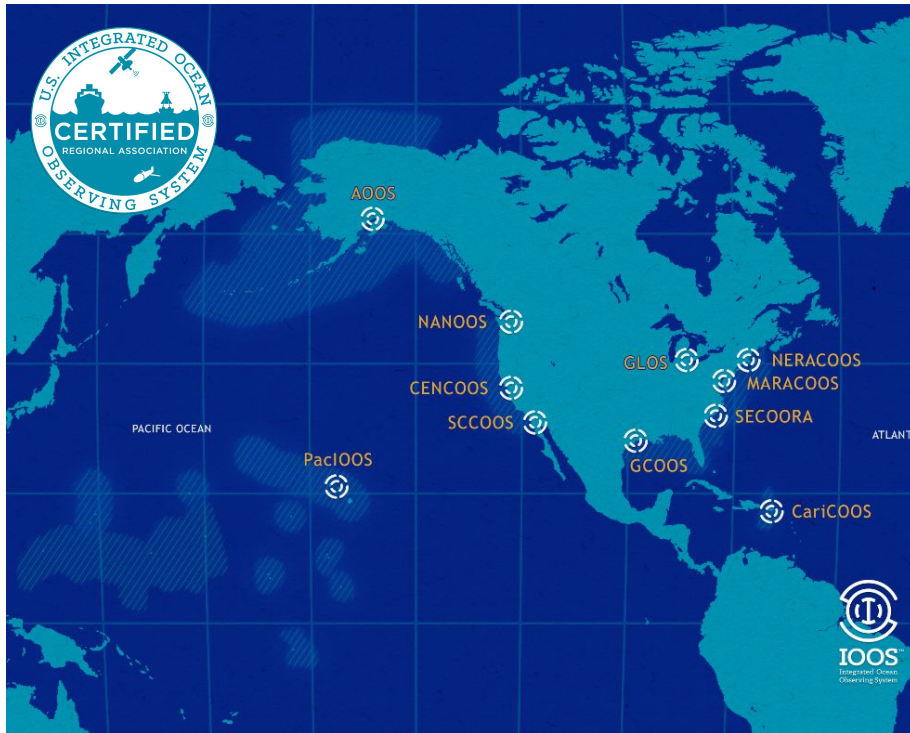 U.S. INTEGRATED OCEAN
CERTIFIED
REGIONAL ASSOCIATION
OBSERVING SYSTEM
AOOS
NANOOS
GLOS
NERACOOS
MARACOOS
CENCOOS
SCCOOS
SECOORA
PACIFIC OCEAN
ATLANT
GCOOS
PacIOOS
CariCOOS
IOOS™
Integrated Ocean
Observing System